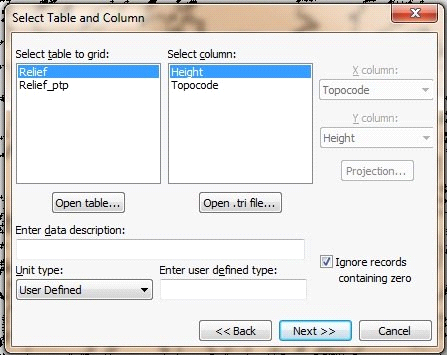 Select Table and Column
Select table to grid:
Relief
Relief_ptp
Select column:
Height
Topocode
X column:
Topocode
Y column:
Height
Projection...
Open table...
Open .tri file...
Enter data description:
Unit type:
User Defined
Enter user defined type:
Ignore records
containing zero
<< Back
Next >>
Cancel